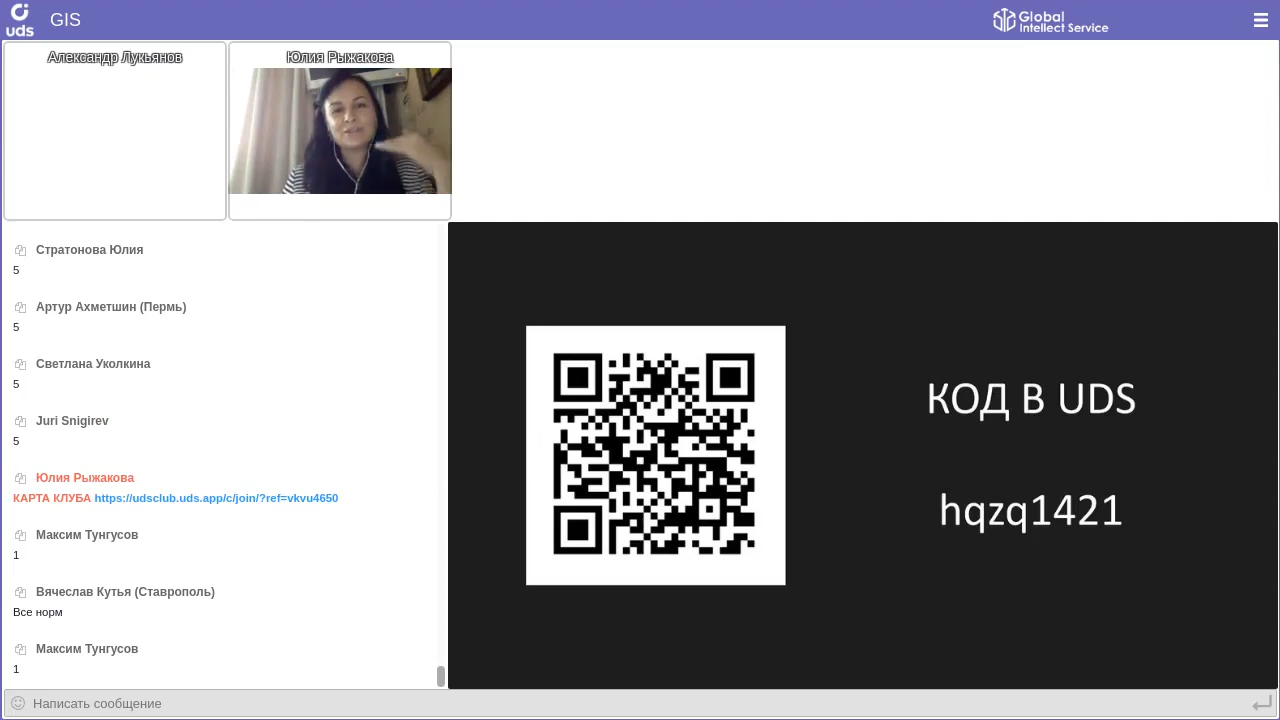 uds
GIS
Global
Intellect Service
Александр Лукьянов
Юлия Рыжакова
Стратонова Юлия
5
Артур Ахметшин (Пермь)
5
Светлана Уколкина
5
Juri Snigirev
5
Юлия Рыжакова
КАРТА КЛУБА https://udsclub.uds.app/c/join/?ref=vkvu4650
Максим Тунгусов
1
Вячеслав Кутья (Ставрополь)
Все норм
Максим Тунгусов
1
КОД В UDS
hqzq1421
Написать сообщение